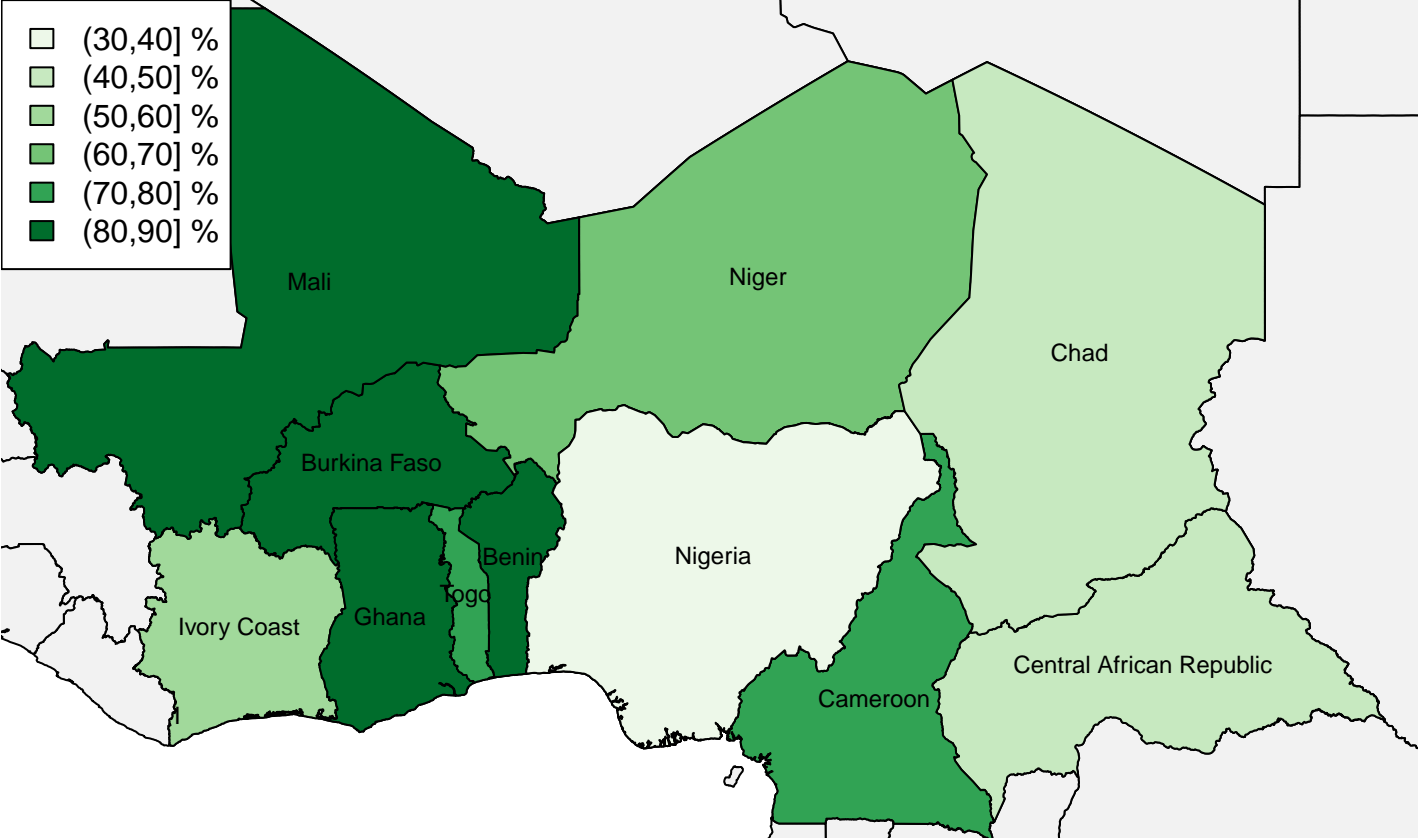 (30,40] %
(40,50] %
(50,60] %
(60,70] %
(70,80] %
(80,90] %
Mali
Niger
Chad
Burkina Faso
Benin
Nigeria
Togo
Ghana
Ivory Coast
Central African Republic
Cameroon